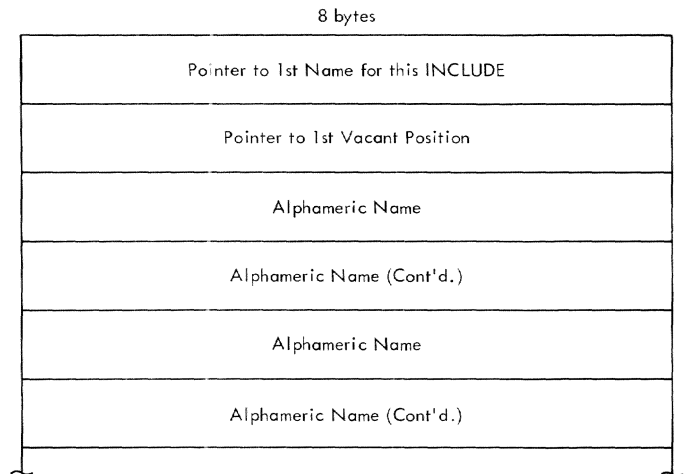 8 bytes
Pointer to 1st Name for this INCLUDE
Pointer to 1st Vacant Position
Alphameric Name
Alphameric Name (Cont'd.)
Alphameric Name
Alphameric Name (Cont'd.)